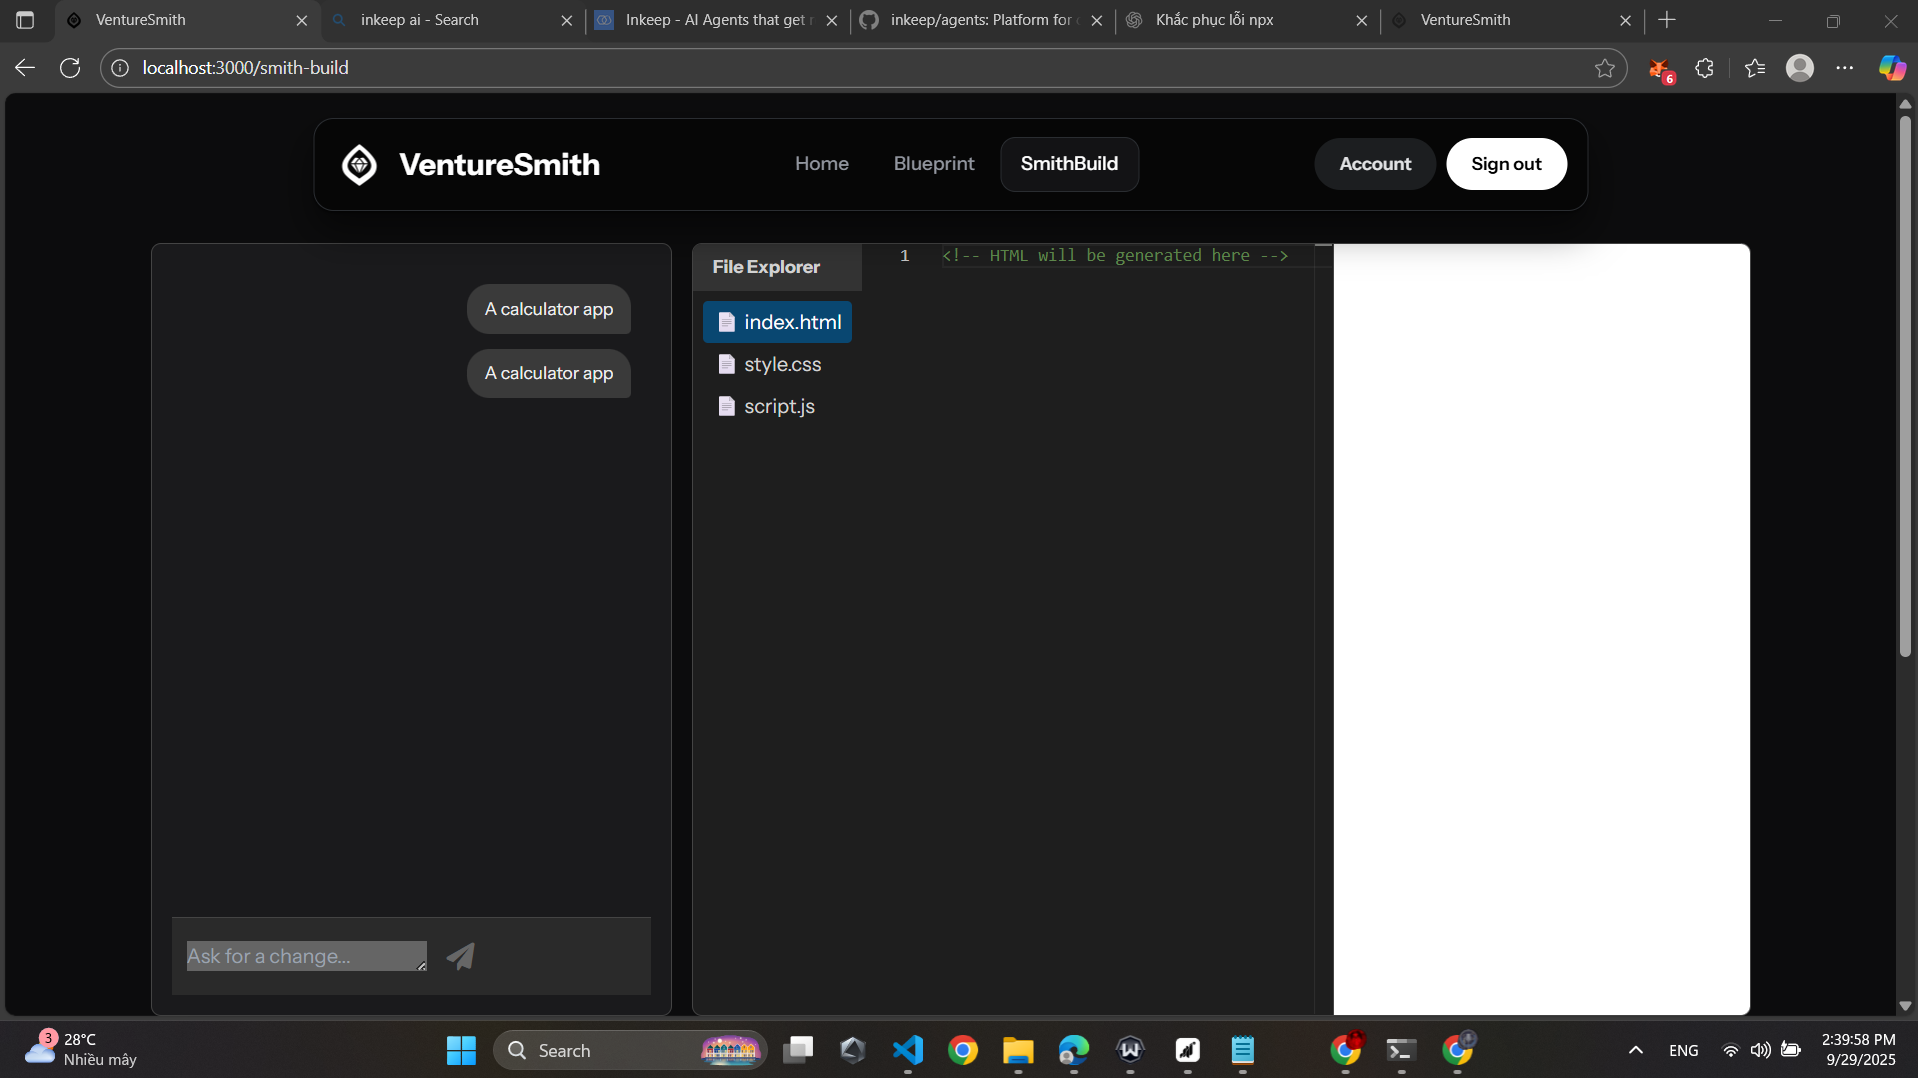 VentureSmith
inkeep ai - Search
Inkeep - AI Agents that get
inkeep/agents: Platform for
Khắc phục lỗi npx
VentureSmith
localhost:3000/smith-build
6
VentureSmith
Home
Blueprint
SmithBuild
Account
Sign out
A calculator app
A calculator app
Ask for a change...
File Explorer
index.html
style.css
script.js
1 <!-- HTML will be generated here -->
3
28°C
Nhiều mây
Search
ENG
2:39:58 PM
9/29/2025